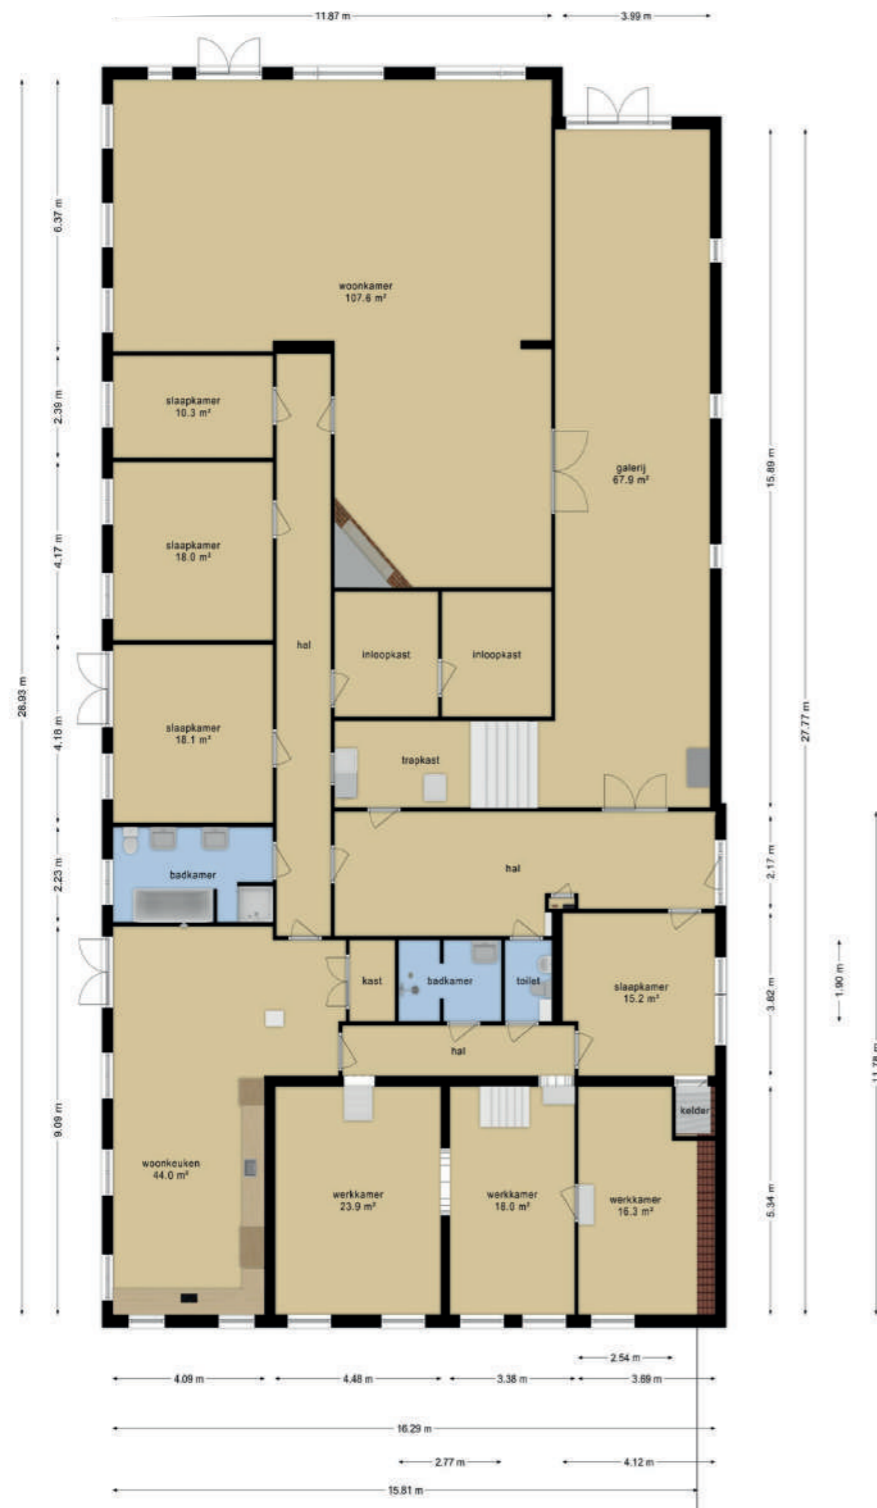 11.87 m
3.99 m
6.37 m
woonkamer
107.6 m²
2.39 m
slaapkamer
10.3 m²
15.89 m
galerij
67.9 m²
4.17 m
slaapkamer
18.0 m²
hal
inloopkast
inloopkast
28.93 m
4.18 m
slaapkamer
18.1 m²
27.77 m
trapkast
2.23 m
badkamer
hal
2.17 m
kast
badkamer
toilet
slaapkamer
15.2 m²
3.62 m
1.90 m
hal
11.78 m
kelder
9.09 m
woonkeuken
44.0 m²
werkkamer
23.9 m²
werkkamer
18.0 m²
werkkamer
16.3 m²
5.34 m
2.54 m
4.09 m
4.48 m
3.38 m
3.69 m
16.29 m
2.77 m
4.12 m
15.81 m